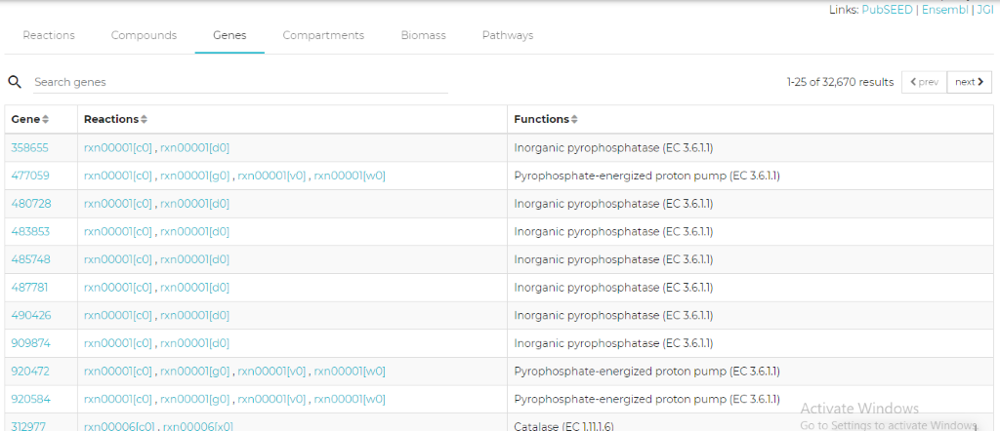 Links: PubSEED | Ensembl | JGI
Reactions Compounds Genes Compartments Biomass Pathways
Search genes 1-25 of 32,670 results prev next
Gene Reactions Functions
358655 rxn00001[c0] , rxn00001[d0] Inorganic pyrophosphatase (EC 3.6.1.1)
477059 rxn00001[c0] , rxn00001[g0] , rxn00001[v0] , rxn00001[w0] Pyrophosphate-energized proton pump (EC 3.6.1.1)
480728 rxn00001[c0] , rxn00001[d0] Inorganic pyrophosphatase (EC 3.6.1.1)
483853 rxn00001[c0] , rxn00001[d0] Inorganic pyrophosphatase (EC 3.6.1.1)
485748 rxn00001[c0] , rxn00001[d0] Inorganic pyrophosphatase (EC 3.6.1.1)
487781 rxn00001[c0] , rxn00001[d0] Inorganic pyrophosphatase (EC 3.6.1.1)
490426 rxn00001[c0] , rxn00001[d0] Inorganic pyrophosphatase (EC 3.6.1.1)
909874 rxn00001[c0] , rxn00001[d0] Inorganic pyrophosphatase (EC 3.6.1.1)
920472 rxn00001[c0] , rxn00001[g0] , rxn00001[v0] , rxn00001[w0] Pyrophosphate-energized proton pump (EC 3.6.1.1)
920584 rxn00001[c0] , rxn00001[g0] , rxn00001[v0] , rxn00001[w0] Pyrophosphate-energized proton pump (EC 3.6.1.1)
312977 rxn00006[c0] , rxn00006[x0] Catalase (EC 1.11.1.6)
Activate Windows
Go to Settings to activate Windows.